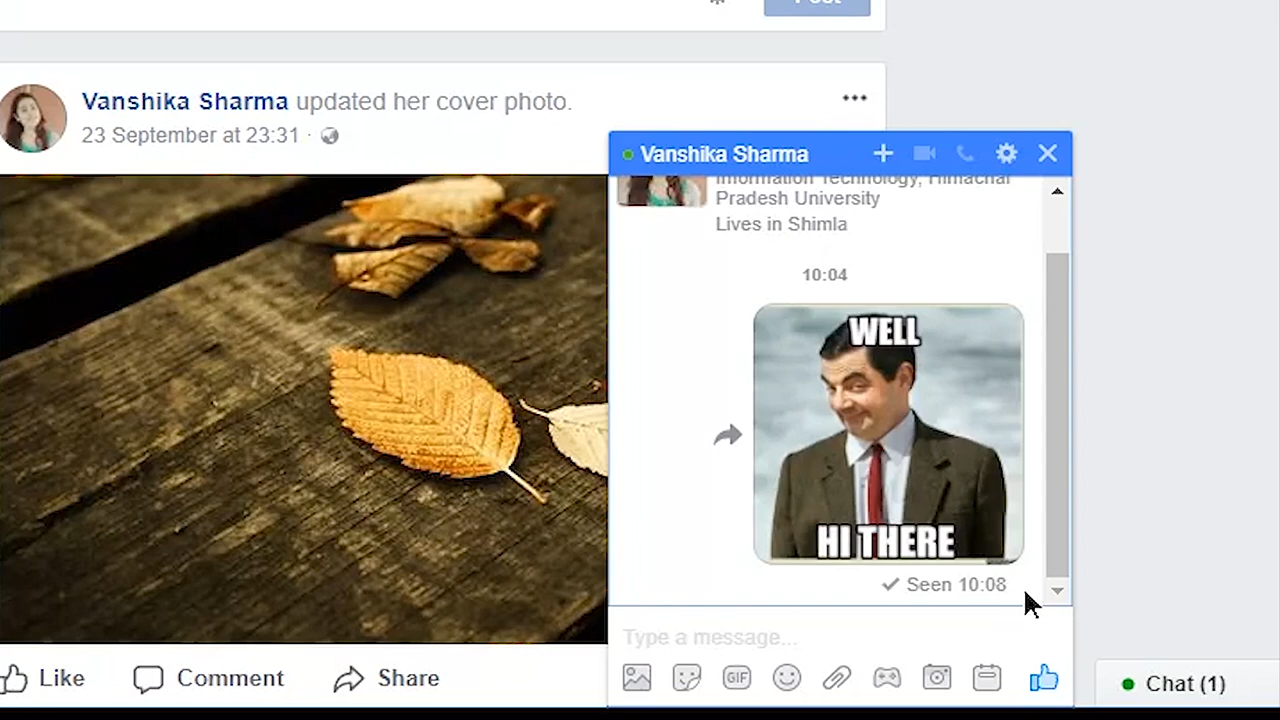 Post
Vanshika Sharma updated her cover photo.
23 September at 23:31 ·
Vanshika Sharma
Information Technology, Himachal
Pradesh University
Lives in Shimla
10:04
WELL
HI THERE
Seen 10:08
Type a message...
GIF
Like
Comment
Share
Chat (1)